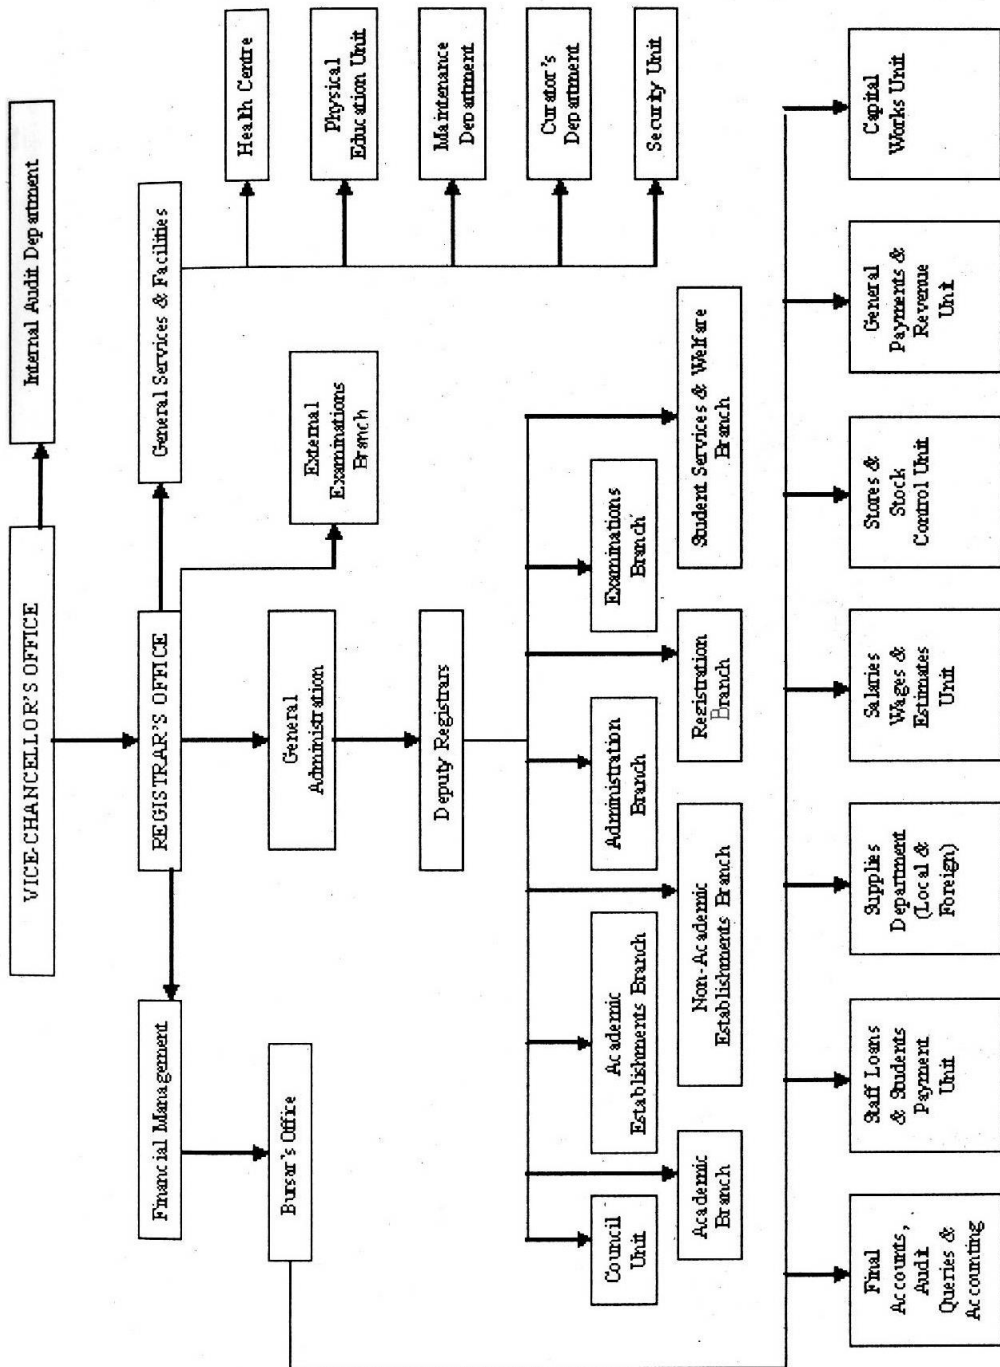 VICE-CHANCELLOR'S OFFICE
Internal Audit Department
Financial Management
REGISTRAR'S OFFICE
General Services & Facilities
Bursar's Office
General
Administration
External
Examinations
Branch
Health Centre
Physical
Education Unit
Maintenance
Department
Curator's
Department
Security Unit
Deputy Registrars
Council
Unit
Academic
Establishments Branch
Administration
Branch
Examinations
Branch
Academic
Branch
Non-Academic
Establishments Branch
Registration
Branch
Student Services & Welfare
Branch
Final
Accounts,
Audit
Queries &
Accounting
Staff Loans
& Students
Payment
Unit
Supplies
Department
(Local &
Foreign)
Salaries
Wages &
Estimates
Unit
Stores &
Stock
Control Unit
General
Payments &
Revenue
Unit
Capital
Works Unit